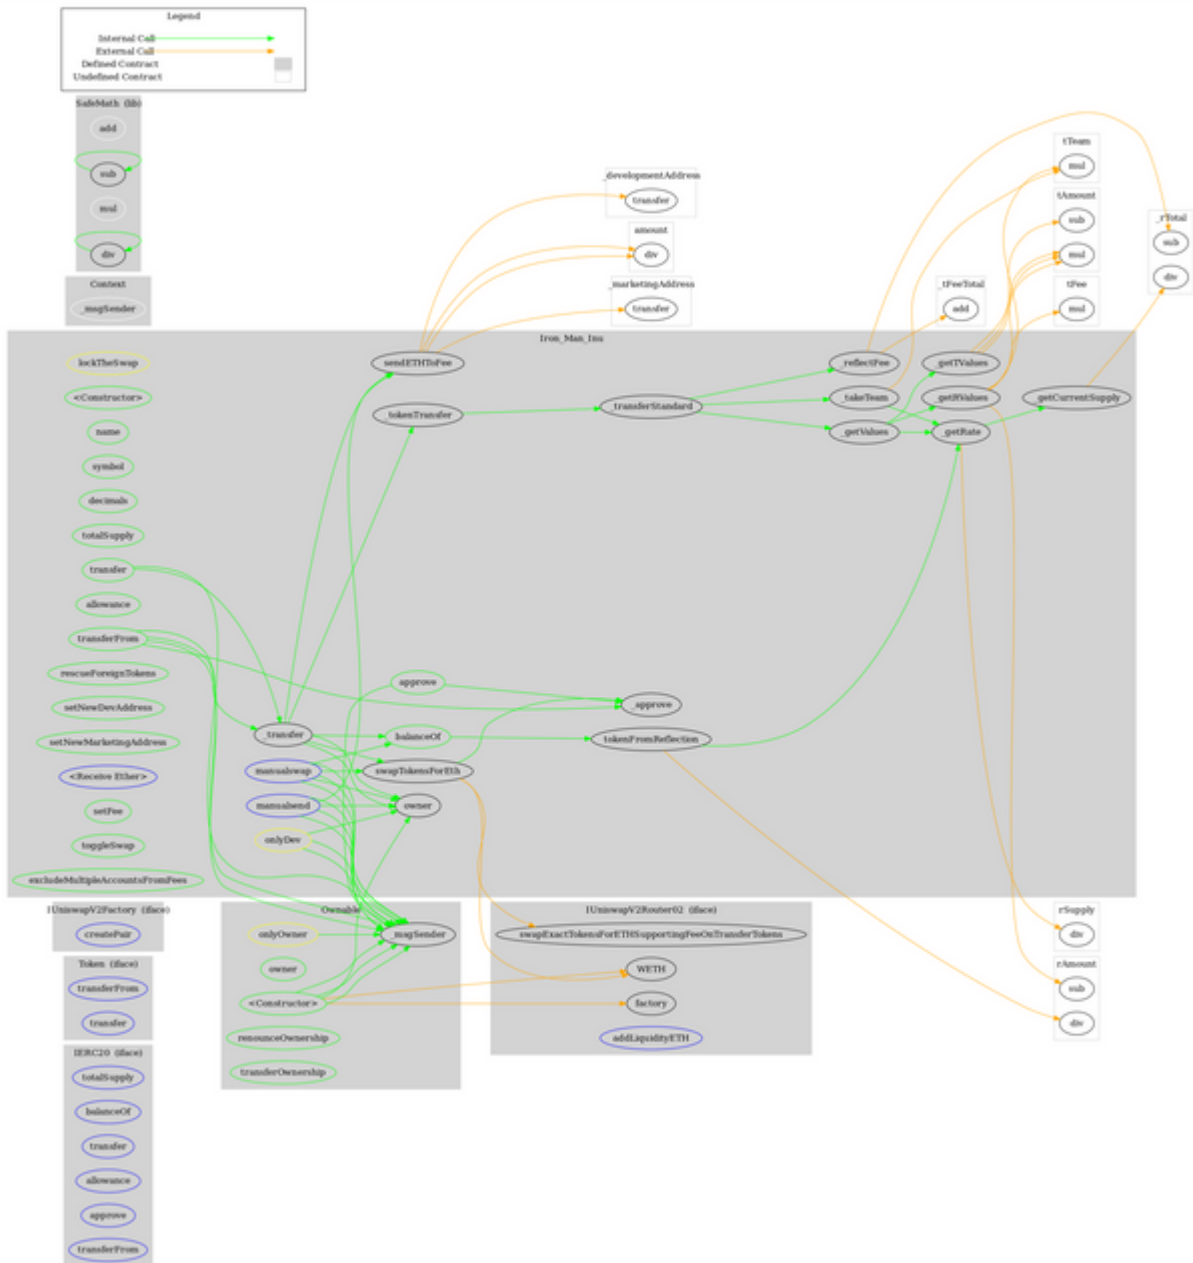 Legend
Internal Call
External Call
Defined Contract
Undefined Contract
SafeMath (lib)
add
sub
mul
div
Context
_msgSender
_developmentAddress
transfer
amount
div
_marketingAddress
transfer
_tFeeTotal
add
tTeam
mul
tAmount
sub
mul
tFee
mul
_rTotal
sub
div
Iron_Man_Inu
lockTheSwap
<Constructor>
name
symbol
decimals
totalSupply
transfer
allowance
transferFrom
rescueForeignTokens
setNewDevAddress
setNewMarketingAddress
<Receive Ether>
setFee
toggleSwap
excludeMultipleAccountsFromFees
_transfer
manualswap
manualsend
onlyDev
sendETHToFee
_tokenTransfer
approve
balanceOf
swapTokensForEth
owner
_transferStandard
_approve
tokenFromReflection
_reflectFee
_takeTeam
_getValues
_getTValues
_getRValues
_getRate
_getCurrentSupply
IUniswapV2Factory (iface)
createPair
Token (iface)
transferFrom
transfer
IERC20 (iface)
totalSupply
balanceOf
transfer
allowance
approve
transferFrom
Ownable
onlyOwner
owner
<Constructor>
renounceOwnership
transferOwnership
_msgSender
IUniswapV2Router02 (iface)
swapExactTokensForETHSupportingFeeOnTransferTokens
WETH
factory
addLiquidityETH
rSupply
div
rAmount
sub
div